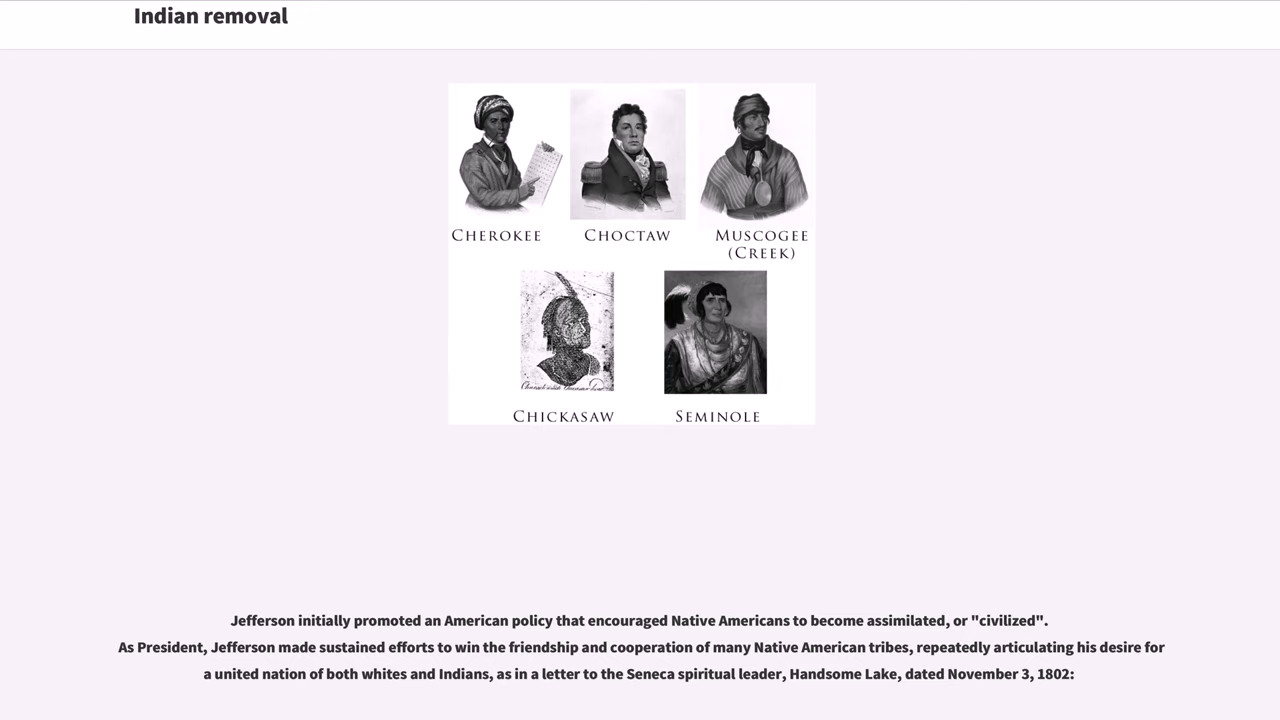 Indian removal
CHEROKEE CHOCTAW MUSCOGEE
(CREEK)
CHICKASAW SEMINOLE
Jefferson initially promoted an American policy that encouraged Native Americans to become assimilated, or "civilized".
As President, Jefferson made sustained efforts to win the friendship and cooperation of many Native American tribes, repeatedly articulating his desire for
a united nation of both whites and Indians, as in a letter to the Seneca spiritual leader, Handsome Lake, dated November 3, 1802: